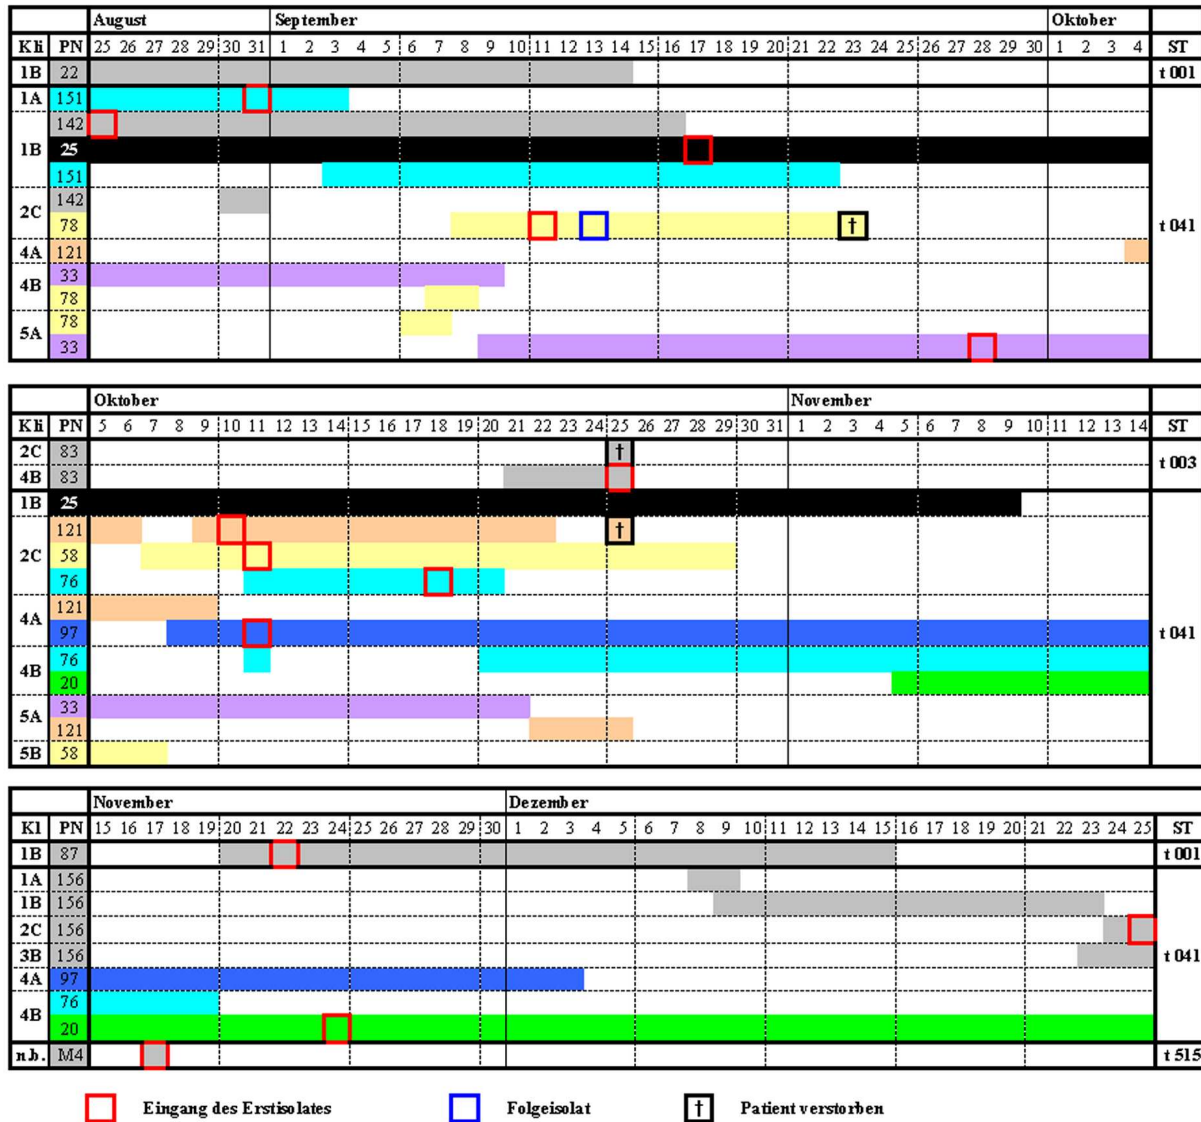 August September Oktober
Kli PN 25 26 27 28 29 30 31 1 2 3 4 5 6 7 8 9 10 11 12 13 14 15 16 17 18 19 20 21 22 23 24 25 26 27 28 29 30 1 2 3 4 ST
1B 22 t 001
1A 151
142
1B 25
151
142
2C
78 † t 041
4A 121
33
4B
78
78
5A
33
Oktober November
Kli PN 5 6 7 8 9 10 11 12 13 14 15 16 17 18 19 20 21 22 23 24 25 26 27 28 29 30 31 1 2 3 4 5 6 7 8 9 10 11 12 13 14 ST
2C 83 †
t 003
4B 83
1B 25
121 †
2C 58
76
121
4A
97 t 041
76
4B
20
33
5A
121
5B 58
November Dezember
Kl PN 15 16 17 18 19 20 21 22 23 24 25 26 27 28 29 30 1 2 3 4 5 6 7 8 9 10 11 12 13 14 15 16 17 18 19 20 21 22 23 24 25 ST
1B 87 t 001
1A 156
1B 156
2C 156
3B 156 t 041
4A 97
76
4B
20
n.b. M4 t 515
Eingang des Erstisolates Folgeisolat † Patient verstorben